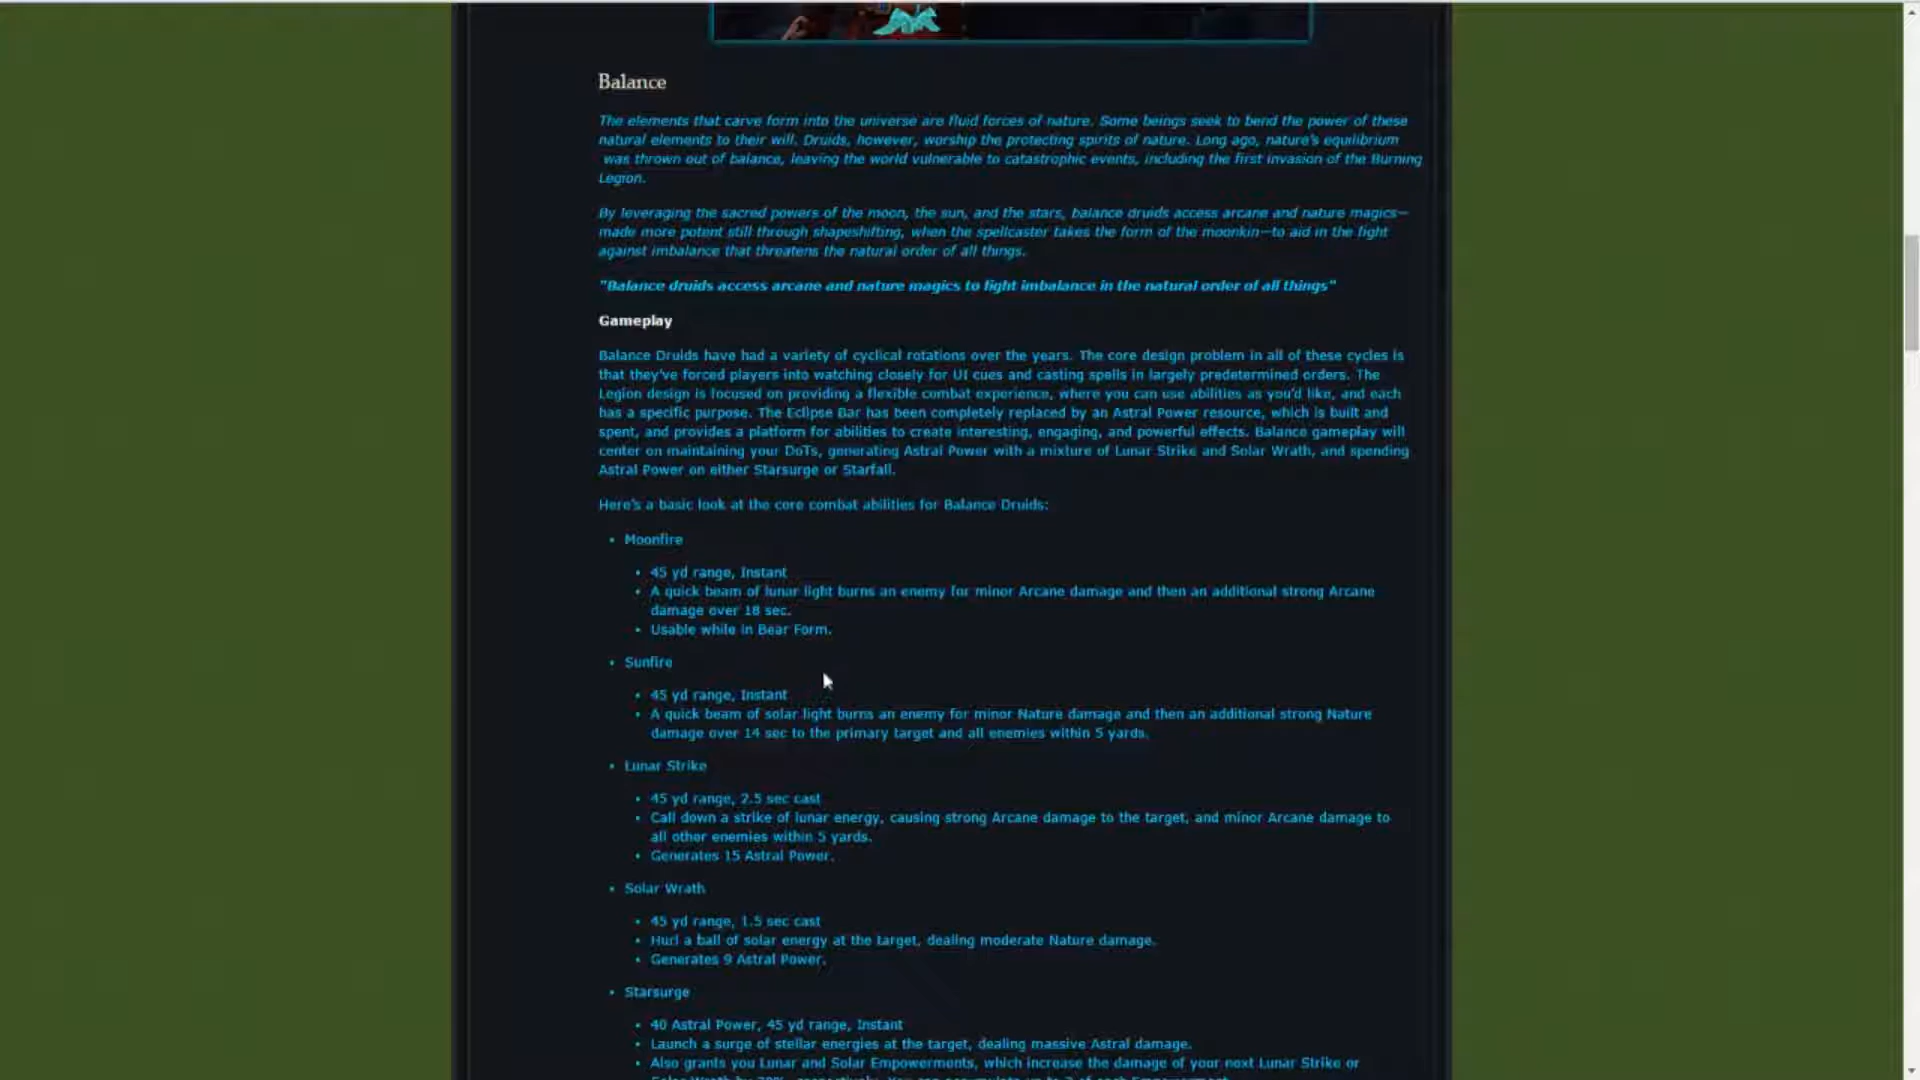 Balance
The elements that carve form into the universe are fluid forces of nature. Some beings seek to bend the power of these
natural elements to their will. Druids, however, worship the protecting spirits of nature. Long ago, nature's equilibrium
was thrown out of balance, leaving the world vulnerable to catastrophic events, including the first invasion of the Burning
Legion.
By leveraging the sacred powers of the moon, the sun, and the stars, balance druids access arcane and nature magics—
made more potent still through shapeshifting, when the spellcaster takes the form of the moonkin—to aid in the fight
against imbalance that threatens the natural order of all things.
"Balance druids access arcane and nature magics to fight imbalance in the natural order of all things"
Gameplay
Balance Druids have had a variety of cyclical rotations over the years. The core design problem in all of these cycles is
that they've forced players into watching closely for UI cues and casting spells in largely predetermined orders. The
Legion design is focused on providing a flexible combat experience, where you can use abilities as you'd like, and each
has a specific purpose. The Eclipse Bar has been completely replaced by an Astral Power resource, which is built and
spent, and provides a platform for abilities to create interesting, engaging, and powerful effects. Balance gameplay will
center on maintaining your DoTs, generating Astral Power with a mixture of Lunar Strike and Solar Wrath, and spending
Astral Power on either Starsurge or Starfall.
Here's a basic look at the core combat abilities for Balance Druids:
• Moonfire
• 45 yd range, Instant
• A quick beam of lunar light burns an enemy for minor Arcane damage and then an additional strong Arcane
damage over 18 sec.
• Usable while in Bear Form.
• Sunfire
• 45 yd range, Instant
• A quick beam of solar light burns an enemy for minor Nature damage and then an additional strong Nature
damage over 14 sec to the primary target and all enemies within 5 yards.
• Lunar Strike
• 45 yd range, 2.5 sec cast
• Call down a strike of lunar energy, causing strong Arcane damage to the target, and minor Arcane damage to
all other enemies within 5 yards.
• Generates 15 Astral Power.
• Solar Wrath
• 45 yd range, 1.5 sec cast
• Hurl a ball of solar energy at the target, dealing moderate Nature damage.
• Generates 9 Astral Power.
• Starsurge
• 40 Astral Power, 45 yd range, Instant
• Launch a surge of stellar energies at the target, dealing massive Astral damage.
• Also grants you Lunar and Solar Empowerments, which increase the damage of your next Lunar Strike or